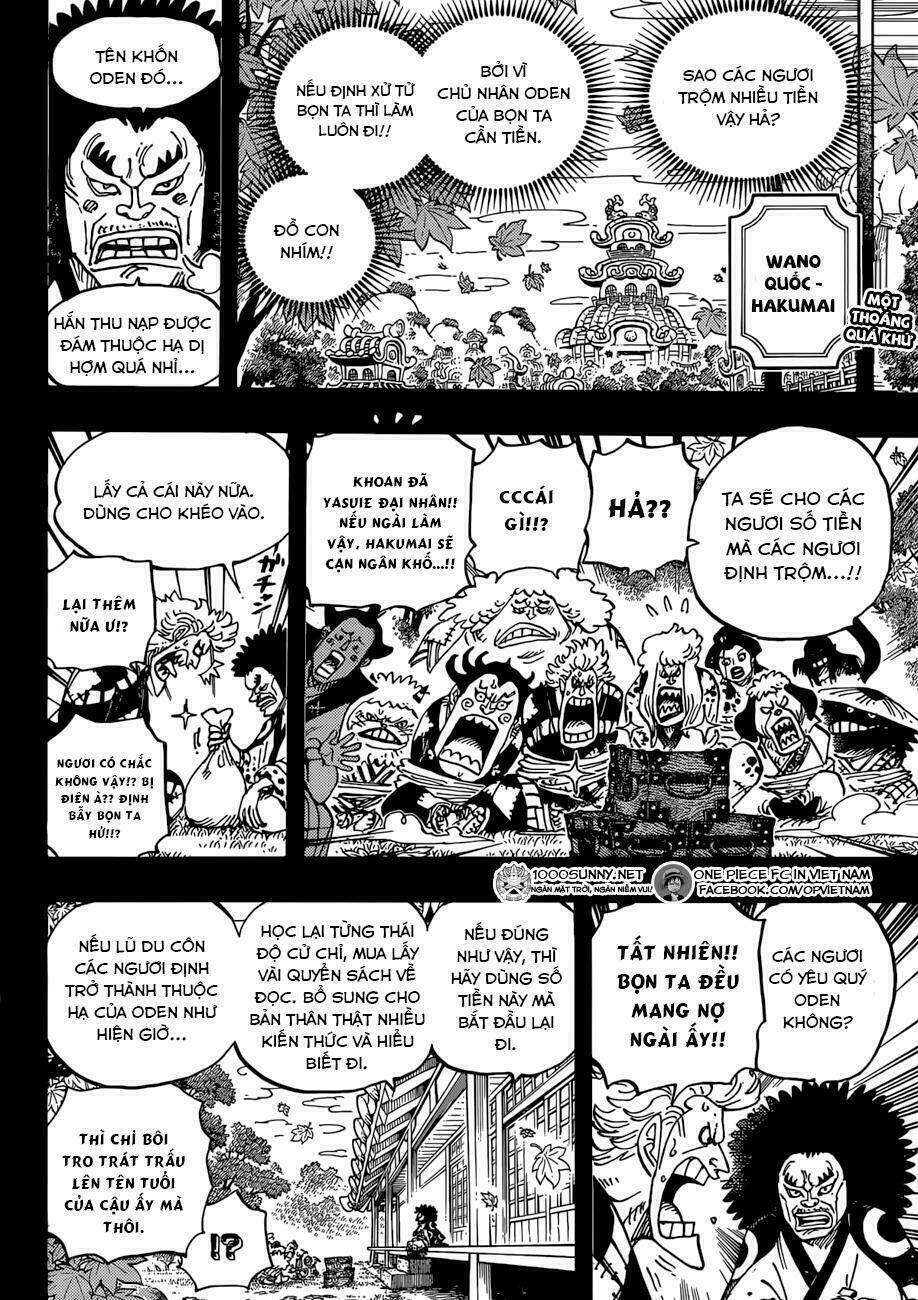 SAO CÁC NGƯƠI
TRỘM NHIỀU TIỀN
VẬY HẢ?
BỞI VÌ
CHỦ NHÂN ODEN
CỦA BỌN TA
CẦN TIỀN.
NẾU ĐỊNH XỬ TỬ
BỌN TA THÌ LÀM
LUÔN ĐI!!
ĐỒ CON
NHÍM!!
WANO
QUỐC -
HAKUMAI
MỘT
THOÁNG
QUÁ KHỨ
TÊN KHỐN
ODEN ĐÓ...
HẮN THU NẠP ĐƯỢC
ĐÁM THUỘC HẠ DỊ
HỢM QUÁ NHỈ...
TA SẼ CHO CÁC
NGƯƠI SỐ TIỀN
MÀ CÁC NGƯƠI
ĐỊNH TRỘM...!!
HẢ??
CCCÁI
GÌ!!?
KHOAN ĐÃ
YASUIE ĐẠI NHÂN!!
NẾU NGÀI LÀM
VẬY, HAKUMAI SẼ
CẠN NGÂN KHỐ...!!
LẤY CẢ CÁI NÀY NỮA.
DÙNG CHO KHÉO VÀO.
ガチン
LẠI THÊM
NỮA Ư!?
NGƯƠI CÓ CHẮC
KHÔNG VẬY!? BỊ
ĐIÊN À?? ĐỊNH
BẪY BỌN TA
HỬ!!?
1000SUNNY.NET
NGÀN MẶT TRỜI, NGÀN NIỀM VUI!
ONE PIECE FC IN VIET NAM
FACEBOOK.COM/OPVIETNAM
CÁC NGƯƠI
CÓ YÊU QUÝ
ODEN
KHÔNG?
TẤT NHIÊN!!
BỌN TA ĐỀU
MANG NỢ
NGÀI ẤY!!
NẾU ĐÚNG
NHƯ VẬY, THÌ
HÃY DÙNG SỐ
TIỀN NÀY MÀ
BẮT ĐẦU LẠI
ĐI.
HỌC LẠI TỪNG THÁI
ĐỘ CỬ CHỈ, MUA LẤY
VÀI QUYỂN SÁCH VỀ
ĐỌC. BỔ SUNG CHO
BẢN THÂN THẬT NHIỀU
KIẾN THỨC VÀ HIỂU
BIẾT ĐI.
NẾU LŨ DU CÔN
CÁC NGƯƠI ĐỊNH
TRỞ THÀNH THUỘC
HẠ CỦA ODEN NHƯ
HIỆN GIỜ...
THÌ CHỈ BÔI
TRO TRÁT TRẤU
LÊN TÊN TUỔI
CỦA CẬU ẤY MÀ
THÔI.
!?